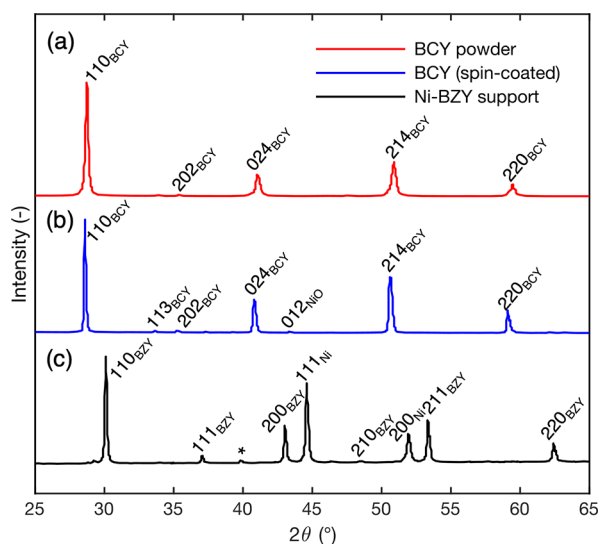 (a)
110BCY
202BCY
024BCY
214BCY
220BCY
BCY powder
BCY (spin-coated)
Ni-BZY support
(b)
110BCY
113BCY
202BCY
024BCY
012NiO
214BCY
220BCY
(c)
110BZY
111BZY
*
200BZY
111Ni
210BZY
200Ni
211BZY
220BZY
Intensity (-)
25 30 35 40 45 50 55 60 65
2θ (°)